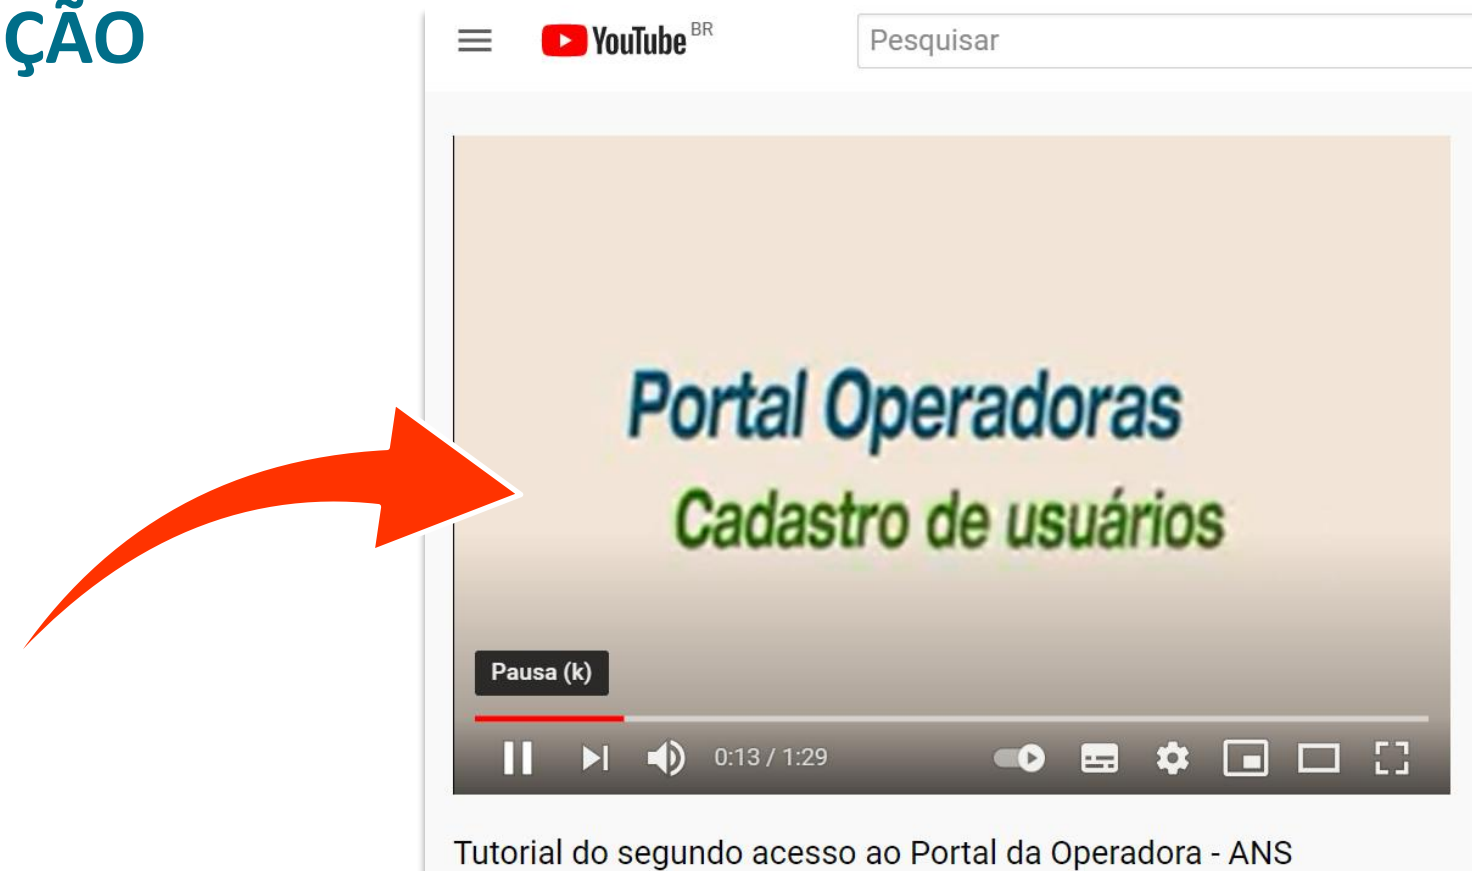 ÇÃO
YouTube BR
Pesquisar
Portal Operadoras
Cadastro de usuários
Pausa (k)
0:13 / 1:29
Tutorial do segundo acesso ao Portal da Operadora - ANS